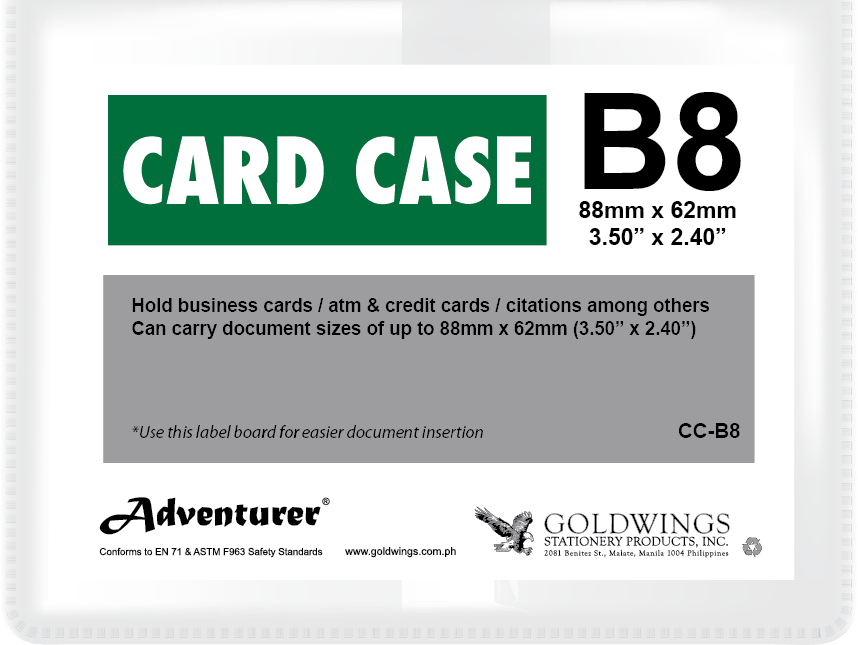 CARD CASE
B8
88mm x 62mm
3.50” x 2.40”
Hold business cards / atm & credit cards / citations among others
Can carry document sizes of up to 88mm x 62mm (3.50” x 2.40”)
*Use this label board for easier document insertion
CC-B8
Adventurer®
Conforms to EN 71 & ASTM F963 Safety Standards
www.goldwings.com.ph
GOLDWINGS
STATIONERY PRODUCTS, INC.
2081 Benitez St., Malate, Manila 1004 Philippines